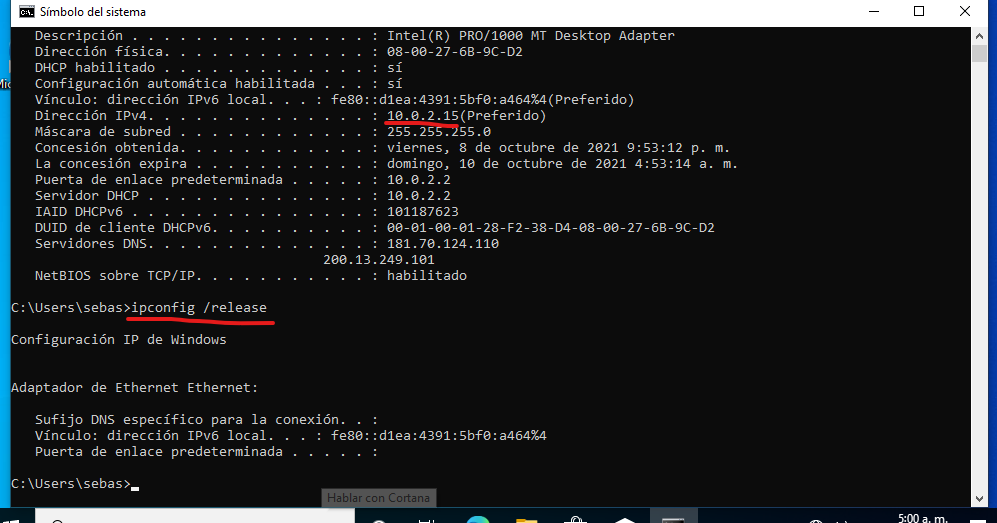 Símbolo del sistema
Descripción . . . . . . . . . . . . . . . : Intel(R) PRO/1000 MT Desktop Adapter
Dirección física. . . . . . . . . . . . . : 08-00-27-6B-9C-D2
DHCP habilitado . . . . . . . . . . . . . : sí
Configuración automática habilitada . . . : sí
Vínculo: dirección IPv6 local. . . : fe80::d1ea:4391:5bf0:a464%4(Preferido)
Dirección IPv4. . . . . . . . . . . . . . : 10.0.2.15(Preferido)
Máscara de subred . . . . . . . . . . . . : 255.255.255.0
Concesión obtenida. . . . . . . . . . . . : viernes, 8 de octubre de 2021 9:53:12 p. m.
La concesión expira . . . . . . . . . . . : domingo, 10 de octubre de 2021 4:53:14 a. m.
Puerta de enlace predeterminada . . . . . : 10.0.2.2
Servidor DHCP . . . . . . . . . . . . . . : 10.0.2.2
IAID DHCPv6 . . . . . . . . . . . . . . . : 101187623
DUID de cliente DHCPv6. . . . . . . . . . : 00-01-00-01-28-F2-38-D4-08-00-27-6B-9C-D2
Servidores DNS. . . . . . . . . . . . . . : 181.70.124.110
200.13.249.101
NetBIOS sobre TCP/IP. . . . . . . . . . . : habilitado
C:\Users\sebas>ipconfig /release
Configuración IP de Windows
Adaptador de Ethernet Ethernet:
Sufijo DNS específico para la conexión. . :
Vínculo: dirección IPv6 local. . . : fe80::d1ea:4391:5bf0:a464%4
Puerta de enlace predeterminada . . . . . :
C:\Users\sebas>
Hablar con Cortana
5:00 a. m.